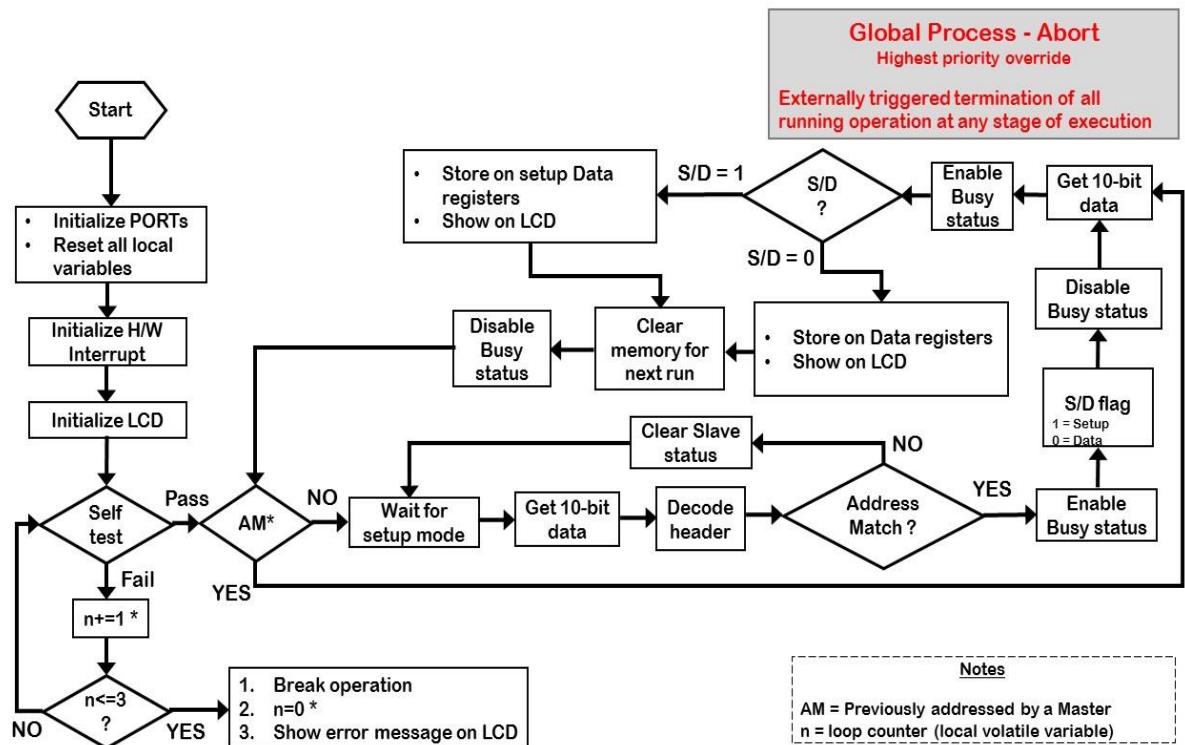 Global Process - Abort
Highest priority override
Externally triggered termination of all
running operation at any stage of execution
Start
• Initialize PORTs
• Reset all local
variables
Initialize H/W
Interrupt
Initialize LCD
Self
test
Pass
Fail
n+=1 *
n<=3
?
NO
YES
1. Break operation
2. n=0 *
3. Show error message on LCD
AM*
NO
YES
Wait for
setup mode
Get 10-bit
data
Decode
header
Address
Match ?
NO
Clear Slave
status
YES
Enable
Busy status
S/D flag
1 = Setup
0 = Data
Disable
Busy status
Get 10-bit
data
Enable
Busy
status
S/D
?
S/D = 1
• Store on setup Data
registers
• Show on LCD
S/D = 0
• Store on Data registers
• Show on LCD
Clear
memory for
next run
Disable
Busy
status
Notes
AM = Previously addressed by a Master
n = loop counter (local volatile variable)